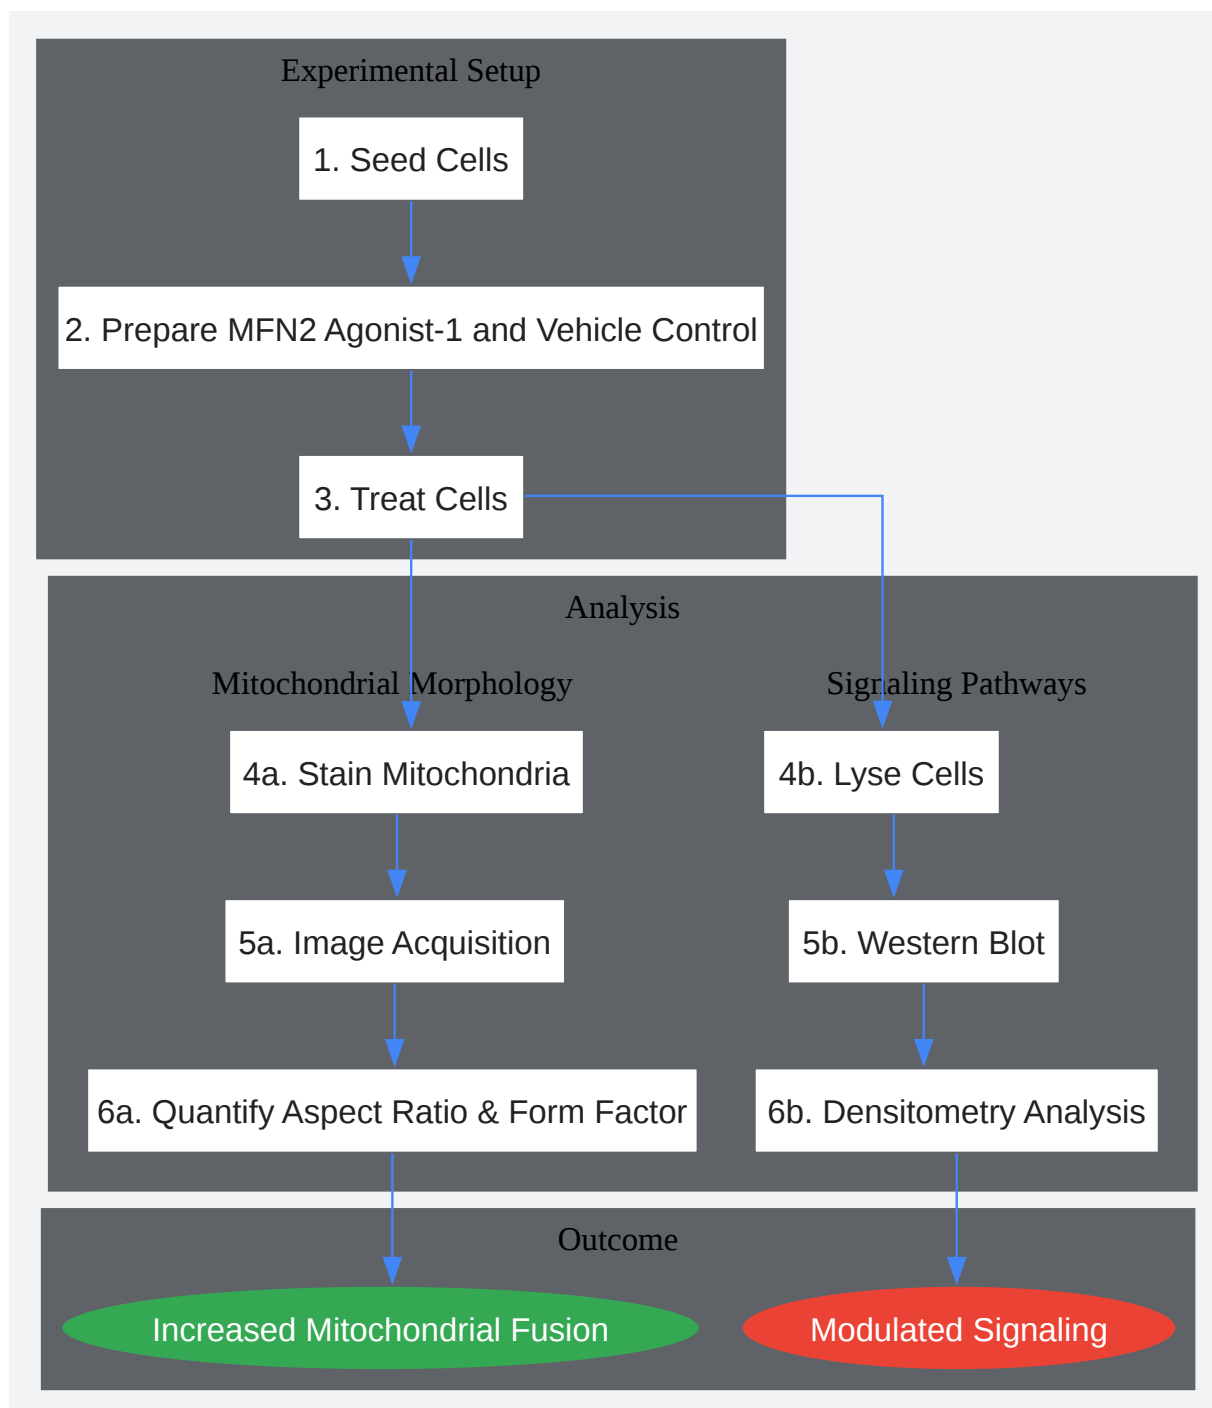 Experimental Setup
1. Seed Cells
2. Prepare MFN2 Agonist-1 and Vehicle Control
3. Treat Cells
Analysis
Mitochondrial Morphology
4a. Stain Mitochondria
5a. Image Acquisition
6a. Quantify Aspect Ratio & Form Factor
Signaling Pathways
4b. Lyse Cells
5b. Western Blot
6b. Densitometry Analysis
Outcome
Increased Mitochondrial Fusion
Modulated Signaling